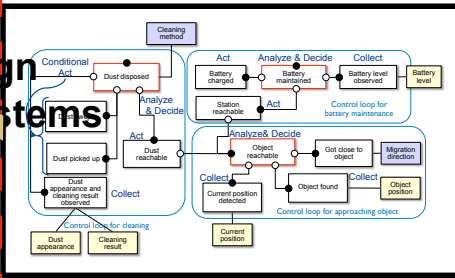 Cleaning
method
Conditional
Act
Dust disposed
Act
Analyze & Decide
Collect
Battery
charged
Battery
maintained
Battery level
observed
Battery
level
gn
stems
Analyze
& Decide
Station
reachable
Act
Control loop for
battery maintenance
Act
Dust
reachable
Analyze& Decide
Object
reachable
Got close to
object
Migration
direction
Dust picked up
Dust
appearance and
cleaning result
observed
Collect
Collect
Current position
detected
Object found
Collect
Object
position
Control loop for approaching object
Control loop for cleaning
Dust
appearance
Cleaning
result
Current
position